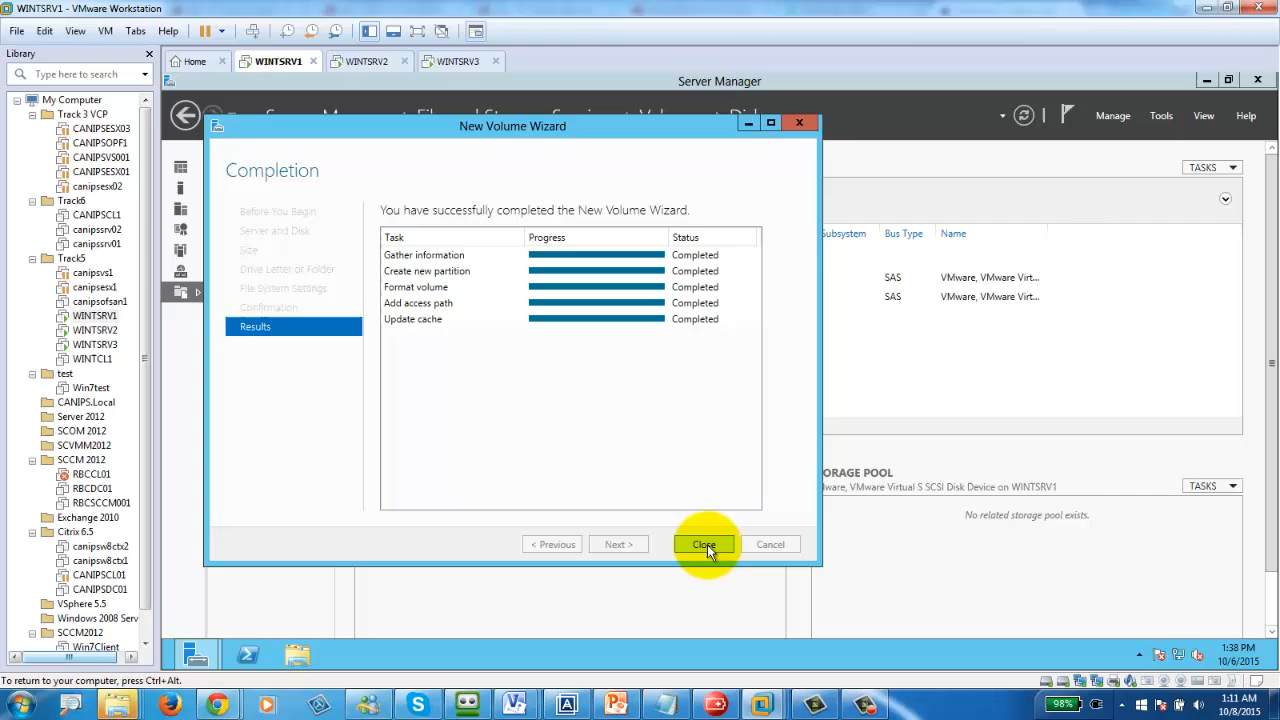 WINTSRV1 - VMware Workstation
File Edit View VM Tabs Help
Library
Type here to search
My Computer
Track 3 VCP
CANIPSESX03
CANIPSOPF1
CANIPSVS001
CANIPSESX01
canipsesx02
Track6
CANIPSCL1
canipssrv02
canipssrv01
Track5
canipsvs1
canipsesx1
canipsofsan1
WINTSRV1
WINTSRV2
WINTSRV3
WINTCL1
test
Win7test
CANIPS.Local
Server 2012
SCOM 2012
SCVMM2012
SCCM 2012
RBCCL01
RBCDC01
RBCSCCM001
Exchange 2010
Citrix 6.5
canipsw8ctx2
canipsw8ctx1
CANIPSCL01
CANIPSDC01
VSphere 5.5
Windows 2008 Serv
SCCM2012
Win7Client
Home
WINTSRV1
WINTSRV2
WINTSRV3
Server Manager
Manage Tools View Help
New Volume Wizard
Completion
Before You Begin
Server and Disk
Size
Drive Letter or Folder
File System Settings
Confirmation
Results
You have successfully completed the New Volume Wizard.
Task Progress Status
Gather information Completed
Create new partition Completed
Format volume Completed
Add access path Completed
Update cache Completed
< Previous Next > Close Cancel
TASKS
Subsystem Bus Type Name
SAS VMware, VMware Virt...
SAS VMware, VMware Virt...
ORAGE POOL
ware, VMware Virtual S SCSI Disk Device on WINTSRV1
TASKS
No related storage pool exists.
1:38 PM
10/6/2015
To return to your computer, press Ctrl+Alt.
98%
1:11 AM
10/8/2015